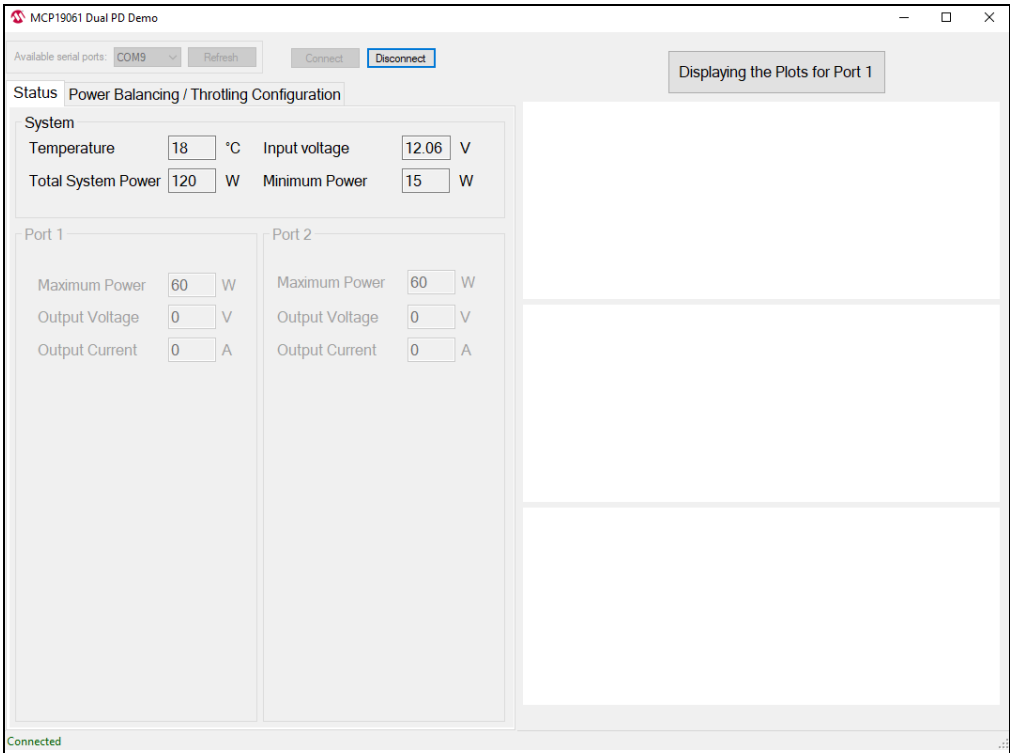 MCP19061 Dual PD Demo
Available serial ports: COM9 Refresh Connect Disconnect
Displaying the Plots for Port 1
Status Power Balancing / Throtling Configuration
System
Temperature 18 °C Input voltage 12.06 V
Total System Power 120 W Minimum Power 15 W
Port 1
Maximum Power 60 W
Output Voltage 0 V
Output Current 0 A
Port 2
Maximum Power 60 W
Output Voltage 0 V
Output Current 0 A
Connected